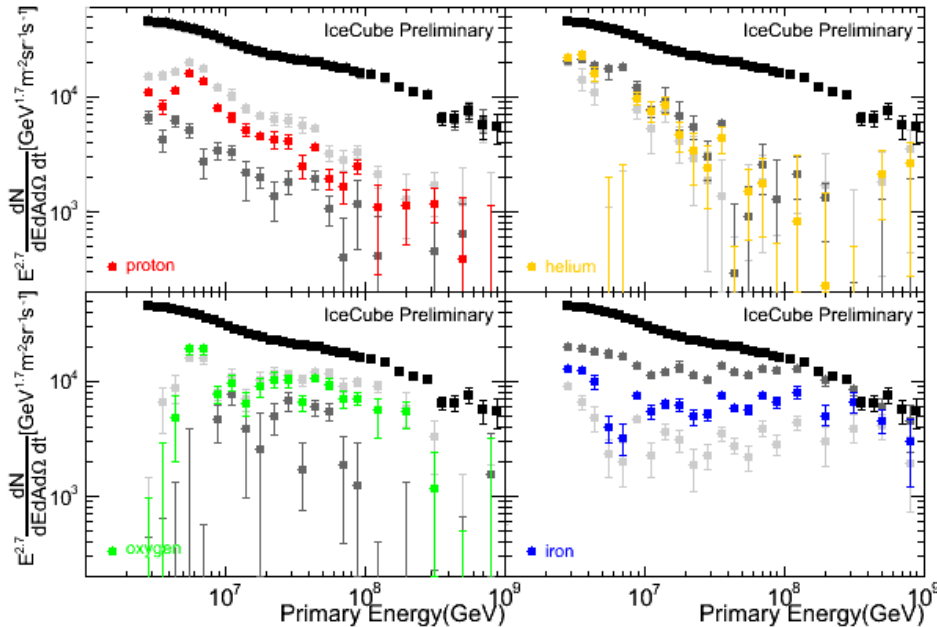 IceCube Preliminary
IceCube Preliminary
E^2.7 dN/dEdAdΩ dt [GeV^1.7 m^-2 sr^-1 s^-1]
10^4
10^3
proton
helium
IceCube Preliminary
IceCube Preliminary
E^2.7 dN/dEdAdΩ dt [GeV^1.7 m^-2 sr^-1 s^-1]
10^4
10^3
oxygen
iron
10^7 10^8 10^9 10^7 10^8 10^9
Primary Energy(GeV) Primary Energy(GeV)